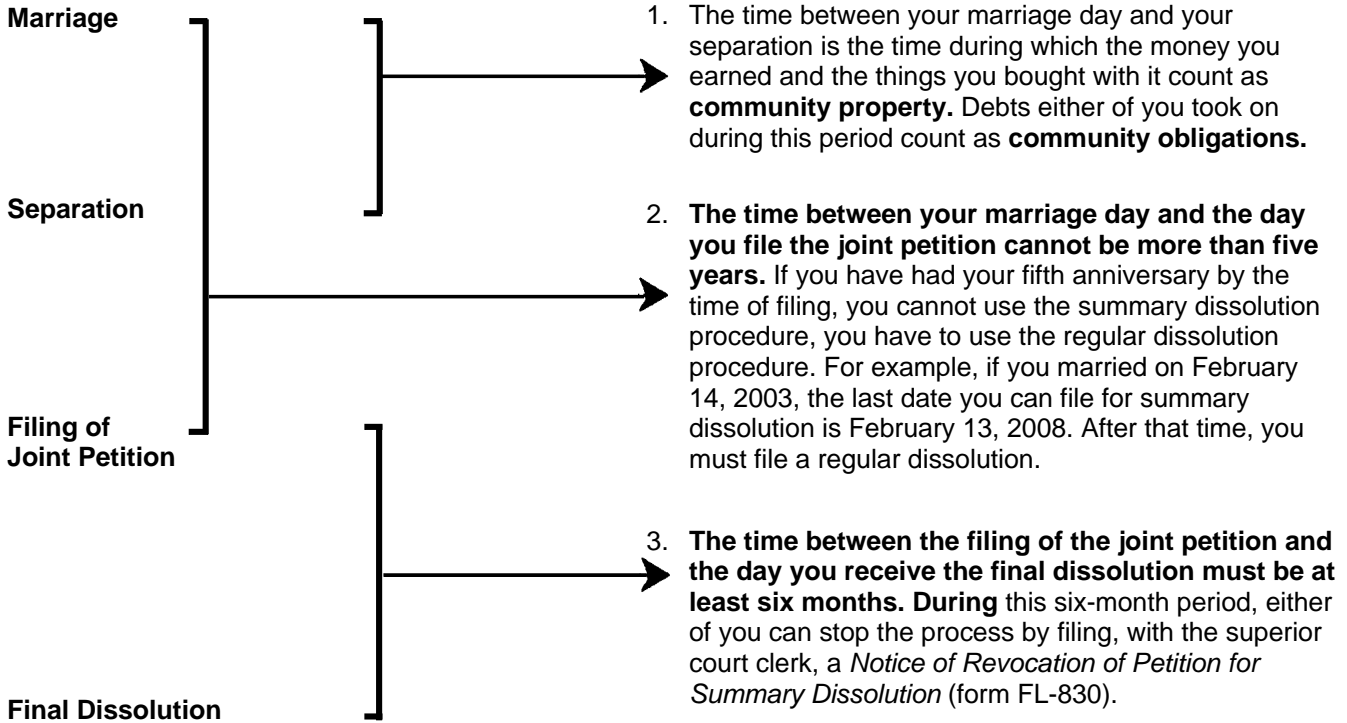 Marriage
1. The time between your marriage day and your
separation is the time during which the money you
earned and the things you bought with it count as
community property. Debts either of you took on
during this period count as community obligations.
Separation
2. The time between your marriage day and the day
you file the joint petition cannot be more than five
years. If you have had your fifth anniversary by the
time of filing, you cannot use the summary dissolution
procedure, you have to use the regular dissolution
procedure. For example, if you married on February
14, 2003, the last date you can file for summary
dissolution is February 13, 2008. After that time, you
must file a regular dissolution.
Filing of
Joint Petition
3. The time between the filing of the joint petition and
the day you receive the final dissolution must be at
least six months. During this six-month period, either
of you can stop the process by filing, with the superior
court clerk, a Notice of Revocation of Petition for
Summary Dissolution (form FL-830).
Final Dissolution